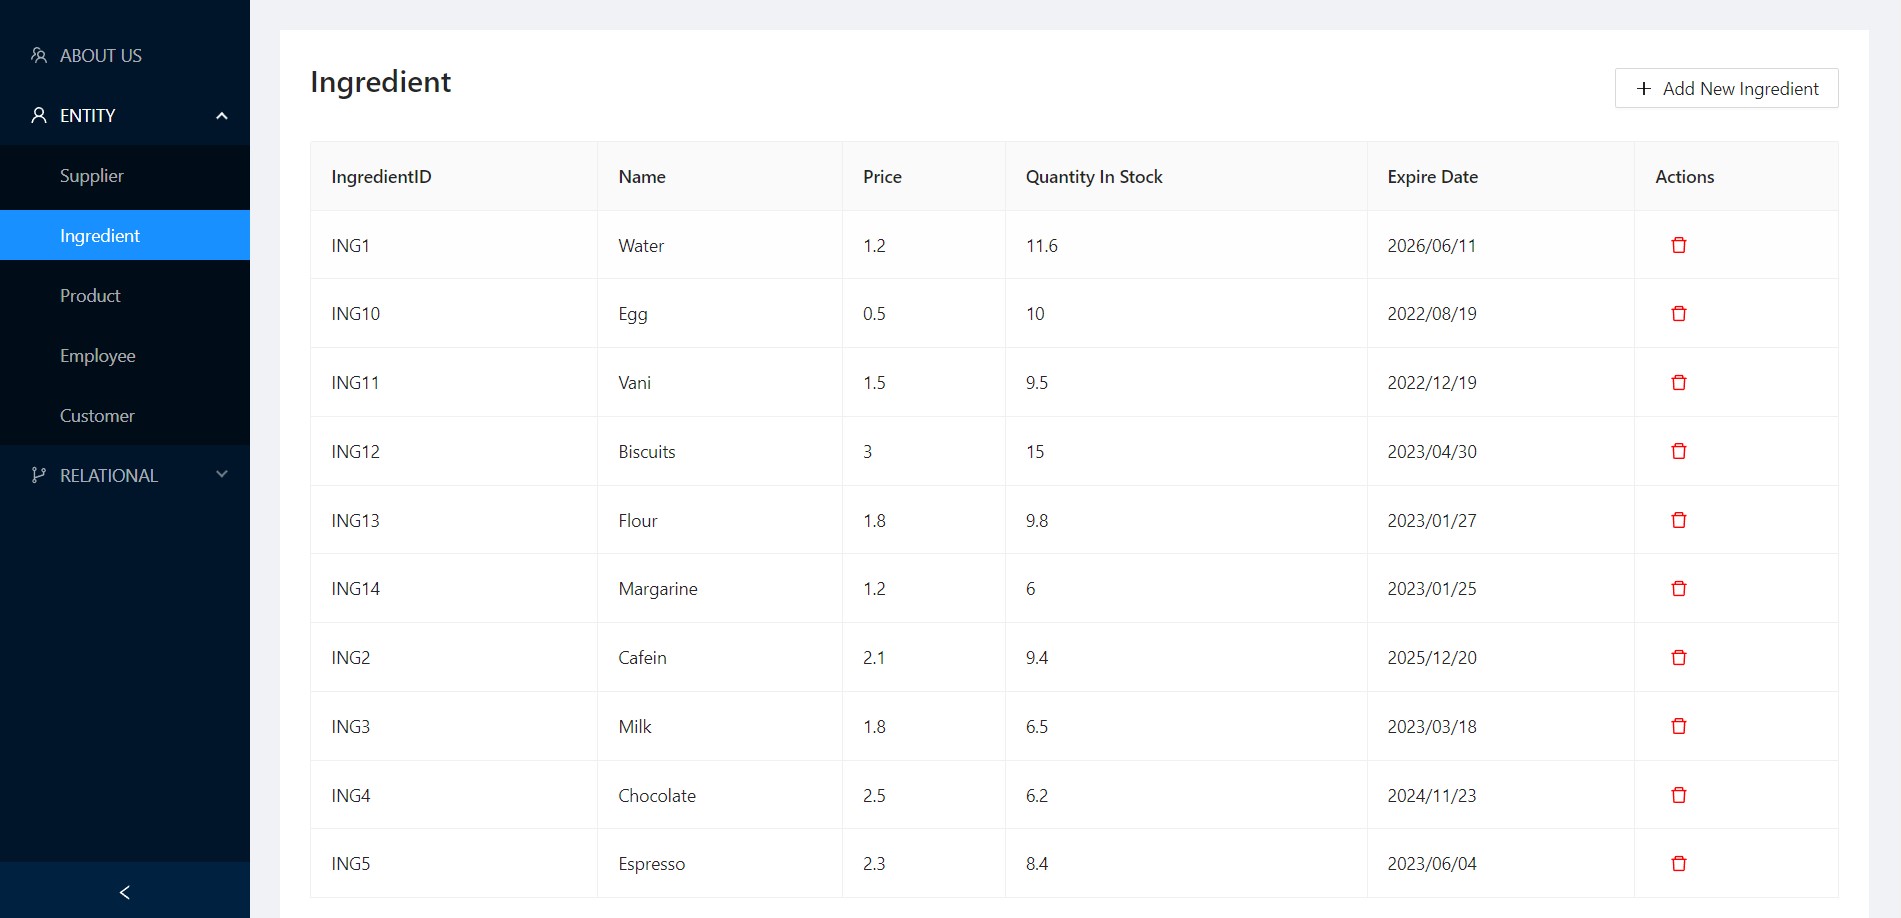 ABOUT US
ENTITY
Supplier
Ingredient
Product
Employee
Customer
RELATIONAL
Ingredient
Add New Ingredient
IngredientID Name Price Quantity In Stock Expire Date Actions
ING1 Water 1.2 11.6 2026/06/11
ING10 Egg 0.5 10 2022/08/19
ING11 Vani 1.5 9.5 2022/12/19
ING12 Biscuits 3 15 2023/04/30
ING13 Flour 1.8 9.8 2023/01/27
ING14 Margarine 1.2 6 2023/01/25
ING2 Cafein 2.1 9.4 2025/12/20
ING3 Milk 1.8 6.5 2023/03/18
ING4 Chocolate 2.5 6.2 2024/11/23
ING5 Espresso 2.3 8.4 2023/06/04